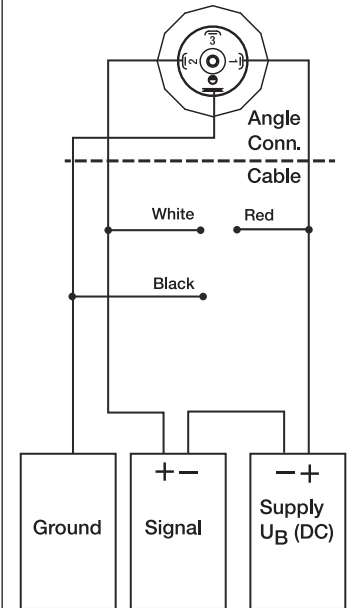 3
2
1
Angle
Conn.
Cable
White
Red
Black
+ −
− +
Ground
Signal
Supply
UB (DC)